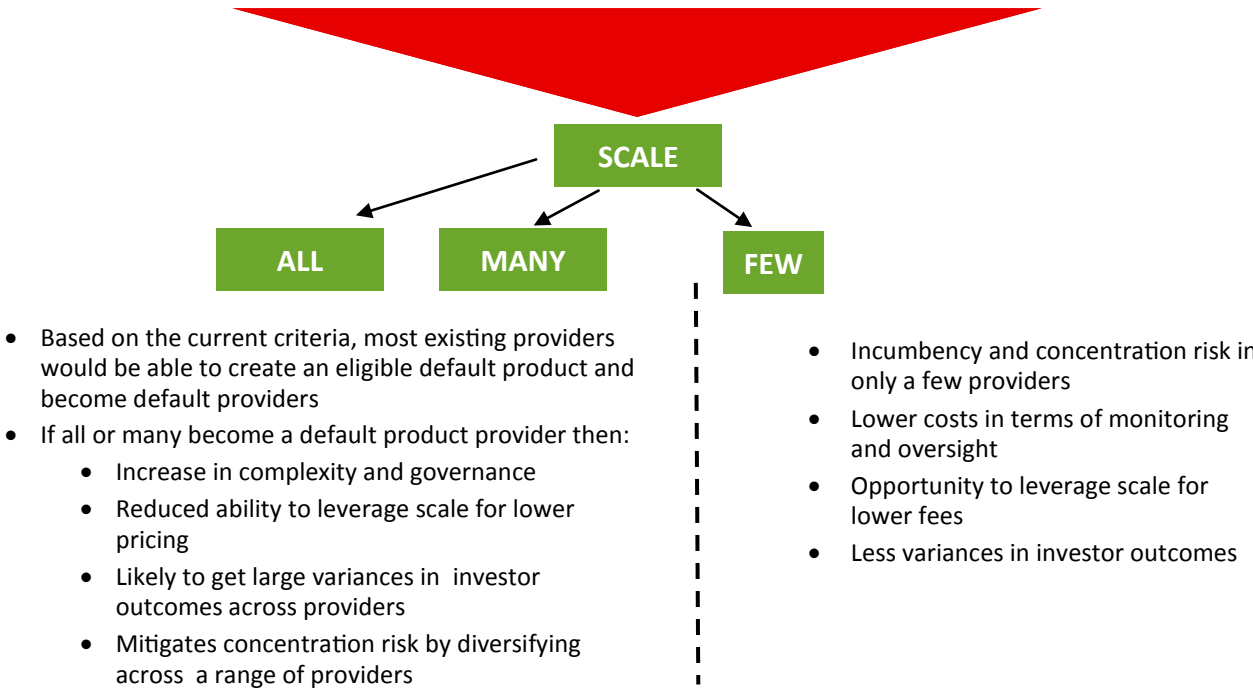 SCALE
ALL
MANY
FEW
• Based on the current criteria, most existing providers
would be able to create an eligible default product and
become default providers
• If all or many become a default product provider then:
• Increase in complexity and governance
• Reduced ability to leverage scale for lower
pricing
• Likely to get large variances in investor
outcomes across providers
• Mitigates concentration risk by diversifying
across a range of providers
• Incumbency and concentration risk in
only a few providers
• Lower costs in terms of monitoring
and oversight
• Opportunity to leverage scale for
lower fees
• Less variances in investor outcomes